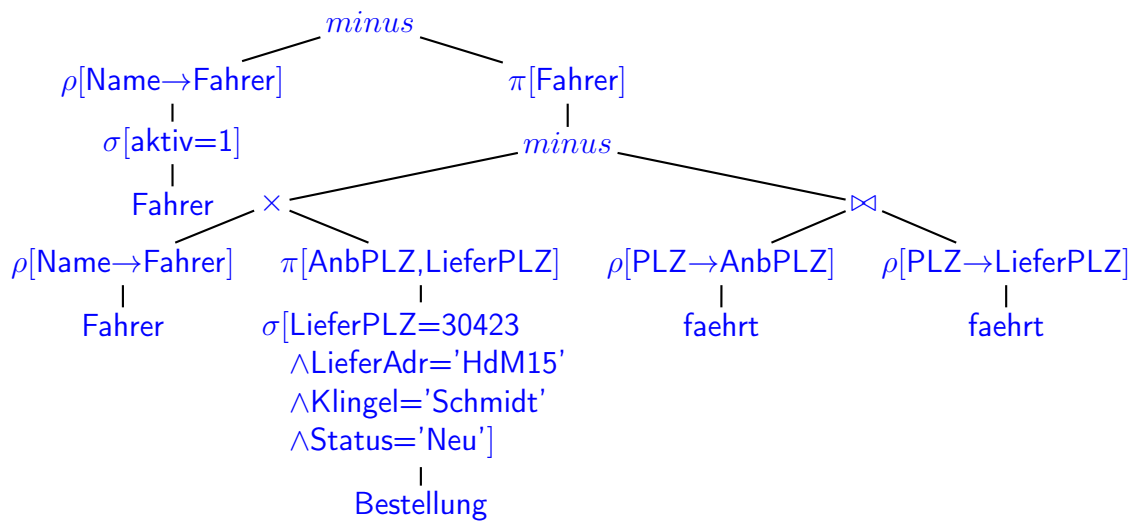 minus
ρ[Name→Fahrer] π[Fahrer]
σ[aktiv=1] minus
Fahrer × ⋈
ρ[Name→Fahrer] π[AnbPLZ,LieferPLZ] ρ[PLZ→AnbPLZ] ρ[PLZ→LieferPLZ]
Fahrer σ[LieferPLZ=30423 faehrt faehrt
∧LieferAdr='HdM15'
∧Klingel='Schmidt'
∧Status='Neu']
Bestellung